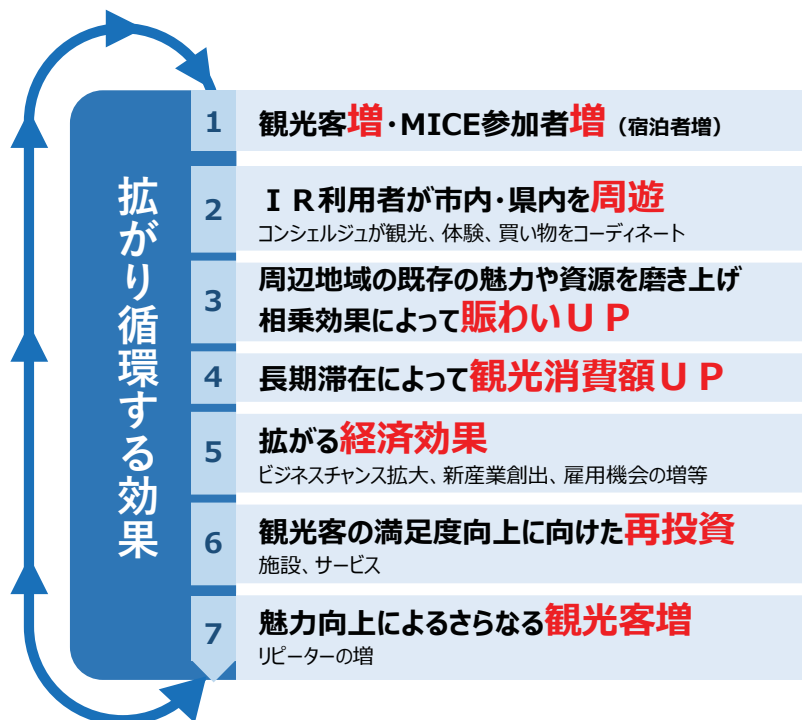 拡がり循環する効果
1
観光客増・MICE参加者増（宿泊者増）
2
ＩＲ利用者が市内・県内を周遊
コンシェルジュが観光、体験、買い物をコーディネート
3
周辺地域の既存の魅力や資源を磨き上げ
相乗効果によって賑わいＵＰ
4
長期滞在によって観光消費額ＵＰ
5
拡がる経済効果
ビジネスチャンス拡大、新産業創出、雇用機会の増等
6
観光客の満足度向上に向けた再投資
施設、サービス
7
魅力向上によるさらなる観光客増
リピーターの増